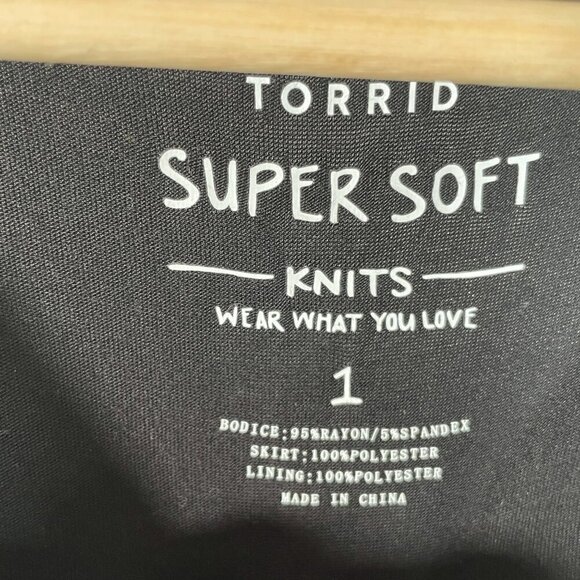 TORRID
SUPER SOFT
KNITS
WEAR WHAT YOU LOVE
1
BODICE:95%RAYON/5%SPANDEX
SKIRT:100%POLYESTER
LINING:100%POLYESTER
MADE IN CHINA